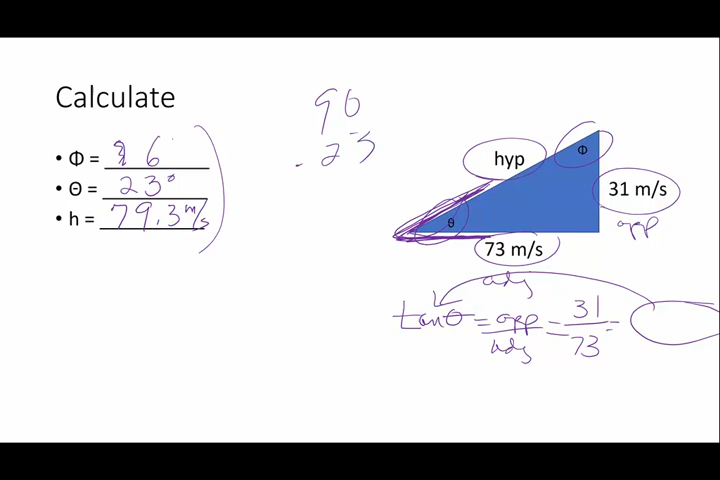 Calculate
• Φ = 6
• Θ = 23°
• h = 79.3 m/s
90
- 23
hyp
Φ
31 m/s
opp
θ
73 m/s
adj
tanθ = opp/adj = 31/73 =